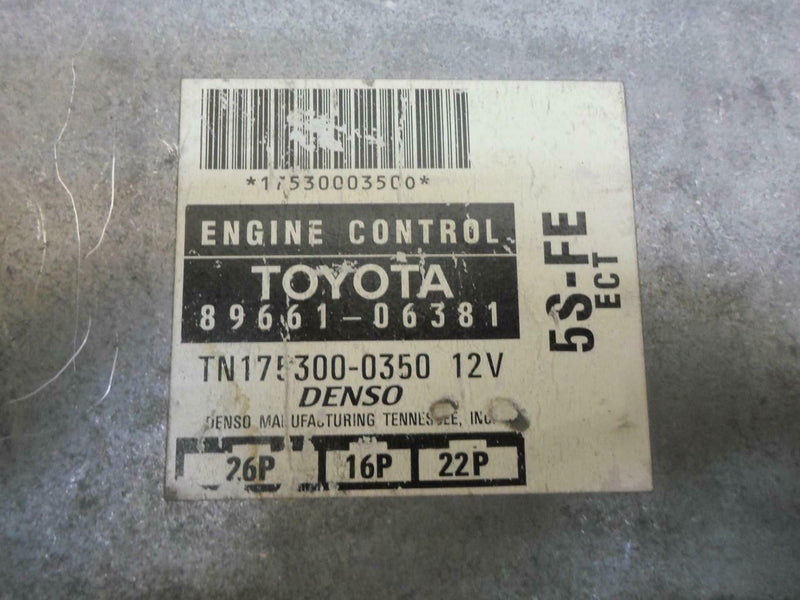 *17530003500*
ENGINE CONTROL
TOYOTA
89661-06381
TN175300-0350 12V
DENSO
DENSO MANUFACTURING TENNESSEE, INC.
26P 16P 22P
5S-FE
ECT